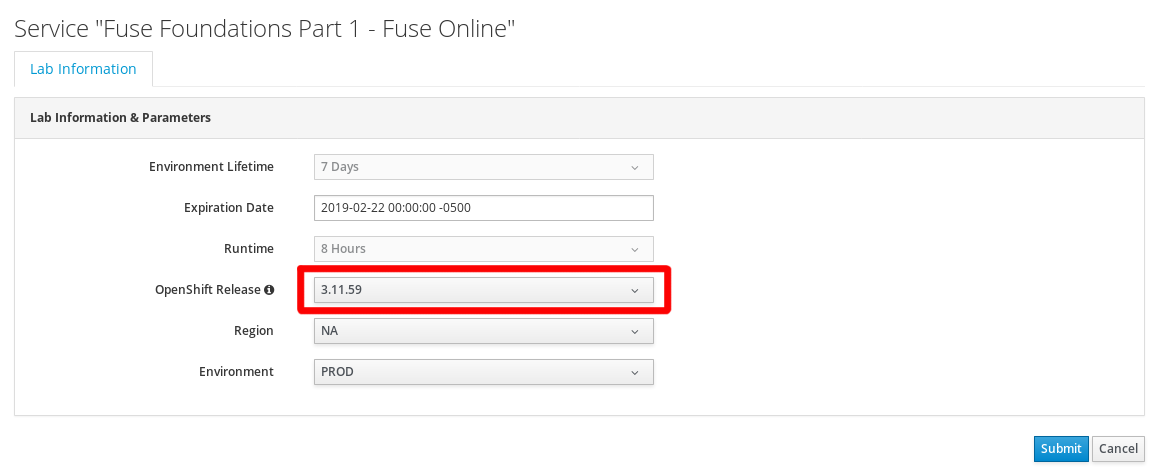 Service "Fuse Foundations Part 1 - Fuse Online"
Lab Information
Lab Information & Parameters
Environment Lifetime 7 Days
Expiration Date 2019-02-22 00:00:00 -0500
Runtime 8 Hours
OpenShift Release 3.11.59
Region NA
Environment PROD
Submit Cancel